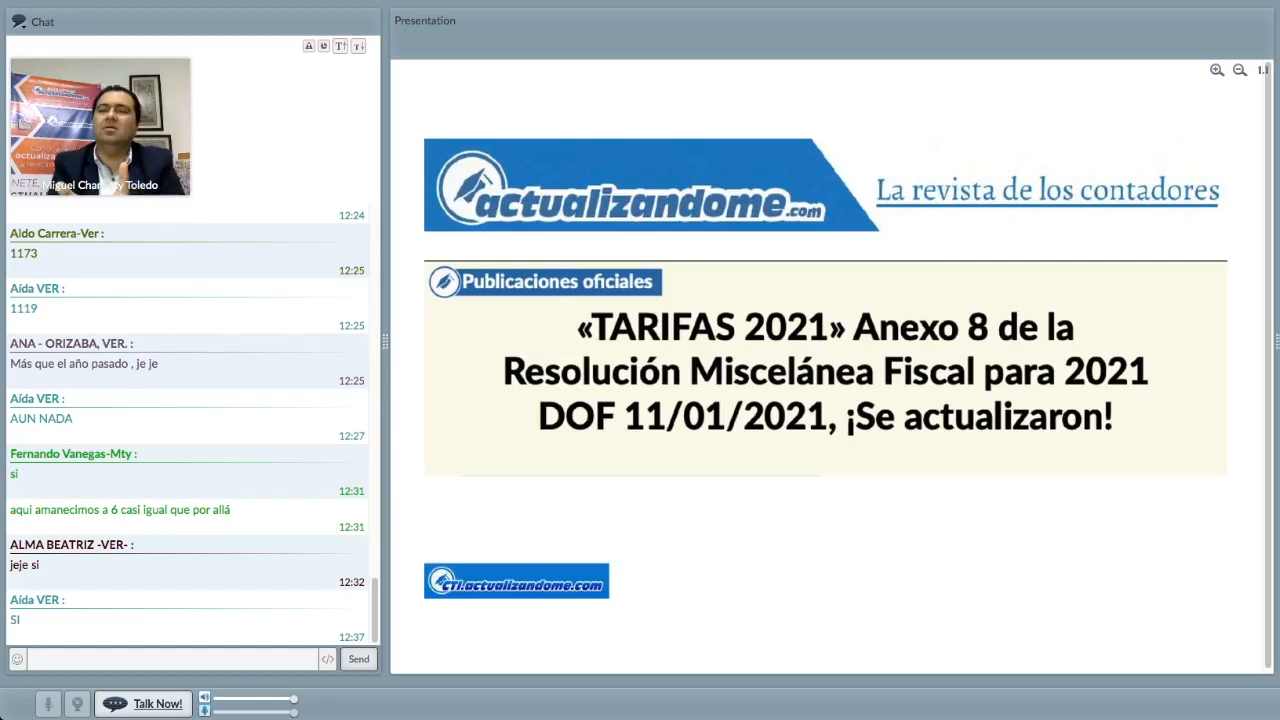 Chat
Miguel Chamlaty Toledo
12:24
Aldo Carrera-Ver :
1173
12:25
Aída VER :
1119
12:25
ANA - ORIZABA, VER. :
Más que el año pasado , je je
12:25
Aída VER :
AUN NADA
12:27
Fernando Vanegas-Mty :
si
12:31
aqui amanecimos a 6 casi igual que por allá
12:31
ALMA BEATRIZ -VER- :
jeje si
12:32
Aída VER :
SI
12:37
Send
Talk Now!
Presentation
1:1
actualizandome.com
La revista de los contadores
Publicaciones oficiales
«TARIFAS 2021» Anexo 8 de la
Resolución Miscelánea Fiscal para 2021
DOF 11/01/2021, ¡Se actualizaron!
CTI.actualizandome.com